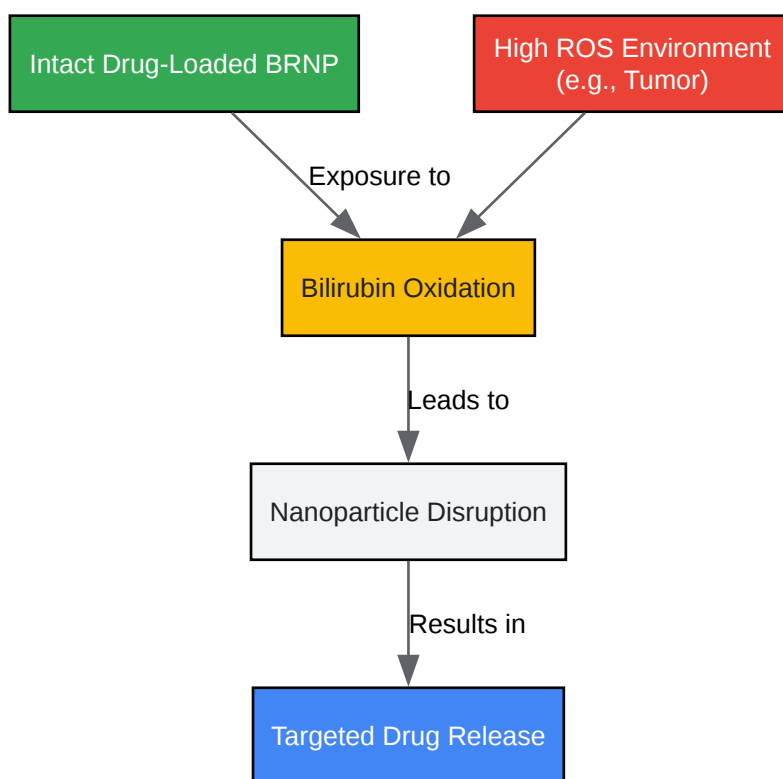 Intact Drug-Loaded BRNP
High ROS Environment
(e.g., Tumor)
Exposure to
Bilirubin Oxidation
Leads to
Nanoparticle Disruption
Results in
Targeted Drug Release